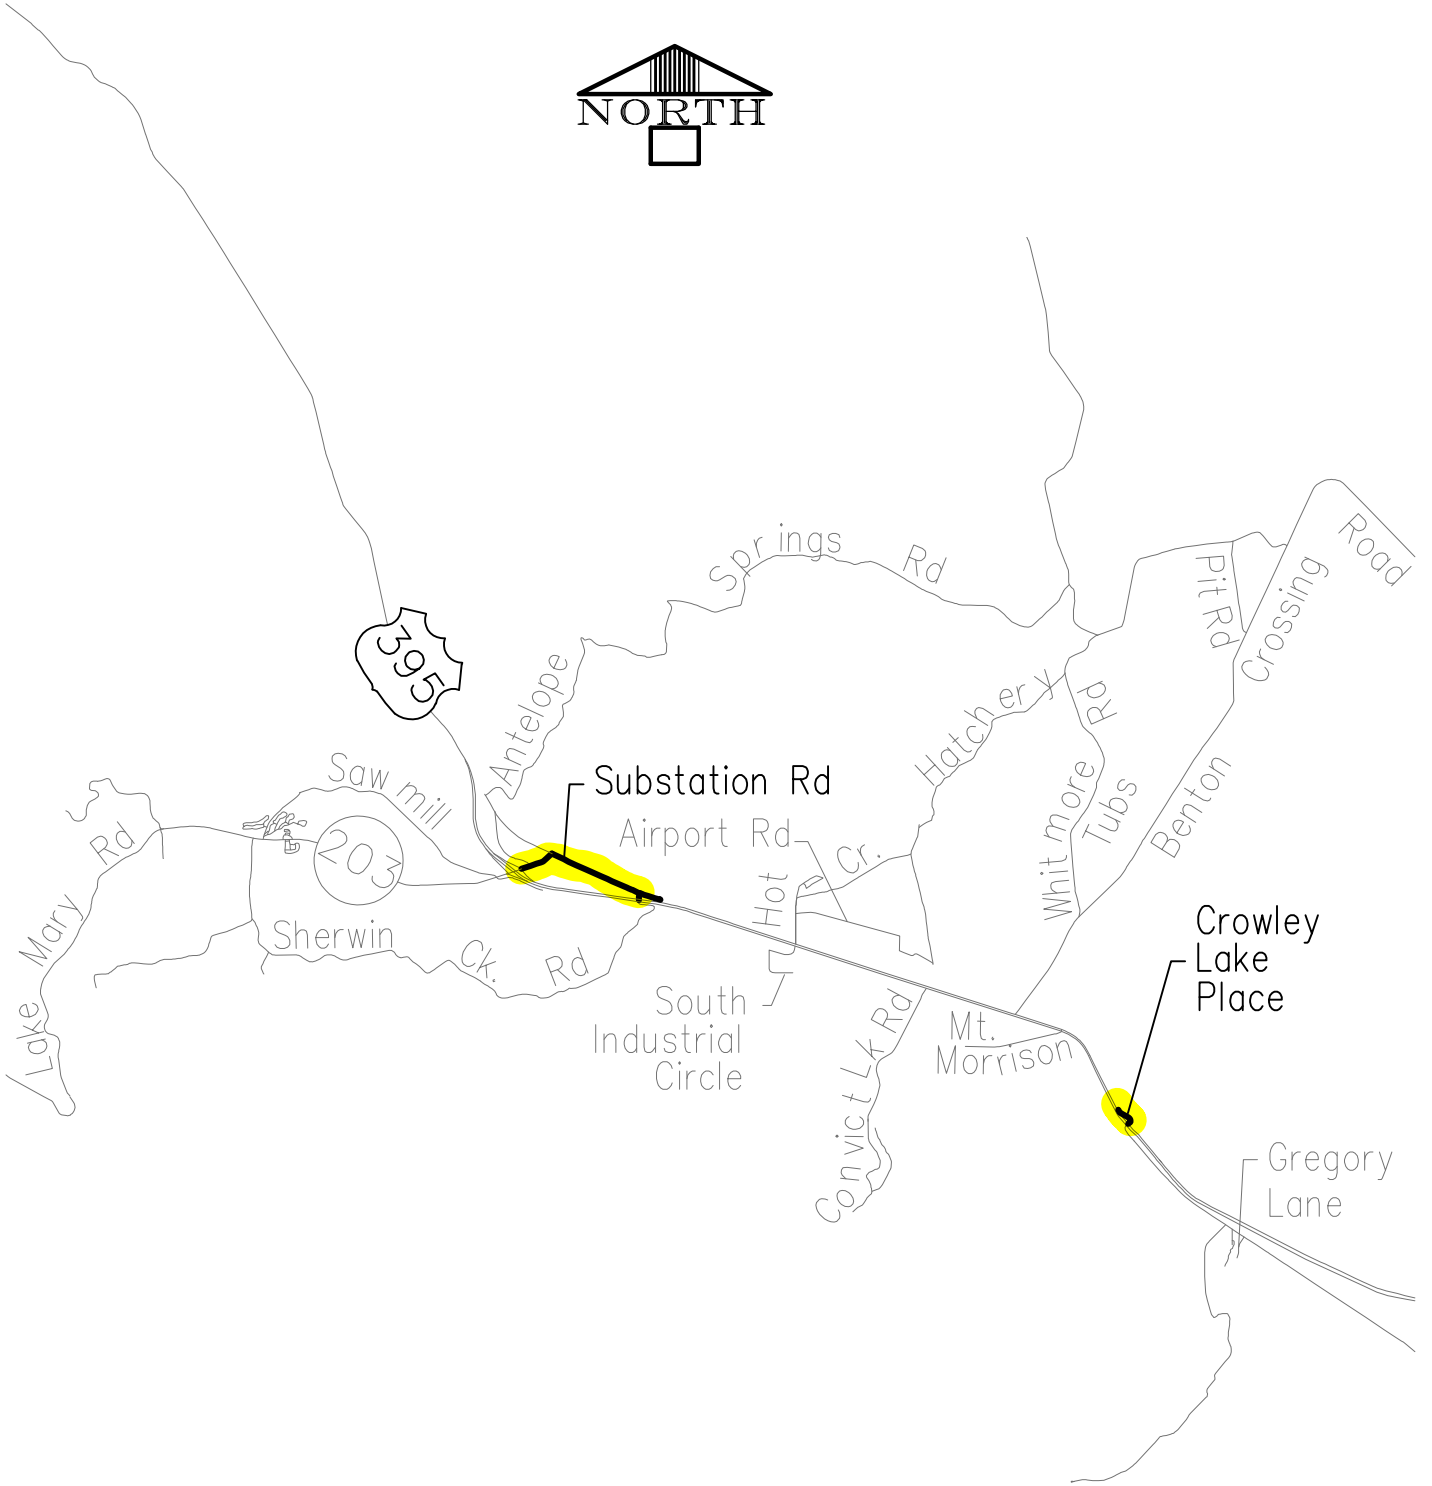 NORTH
395
Antelope
Springs
Rd
Road
Pit Rd
Crossing
Benton
Hatchery
Rd
Whitmore
Tubs
Sawmill
Substation Rd
Airport Rd
Hot
Cr.
203
Rd
Mary
Lake
Sherwin
Ck.
Rd
South
Industrial
Circle
Convict Lk Rd
Mt.
Morrison
Crowley
Lake
Place
Gregory
Lane